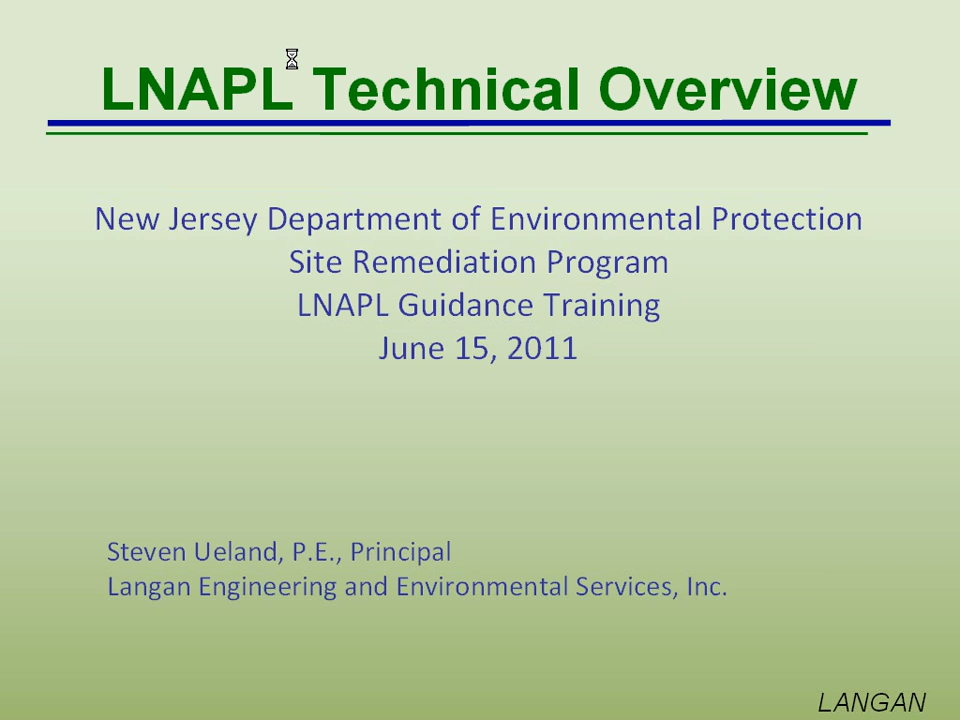 LNAPL Technical Overview
New Jersey Department of Environmental Protection
Site Remediation Program
LNAPL Guidance Training
June 15, 2011
Steven Ueland, P.E., Principal
Langan Engineering and Environmental Services, Inc.
LANGAN